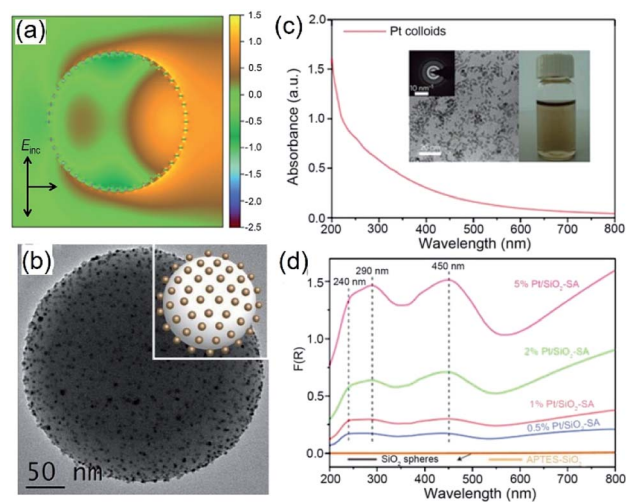 (a)
1.5
1.0
0.5
0.0
-0.5
-1.0
-1.5
-2.0
-2.5
E_inc
(b)
50 nm
(c)
Pt colloids
10 nm⁻¹
Absorbance (a.u.)
2.0
1.5
1.0
0.5
0.0
200 300 400 500 600 700 800
Wavelength (nm)
(d)
240 nm
290 nm
450 nm
5% Pt/SiO₂-SA
2% Pt/SiO₂-SA
1% Pt/SiO₂-SA
0.5% Pt/SiO₂-SA
SiO₂ spheres
APTES-SiO₂
F(R)
1.5
1.0
0.5
0.0
200 300 400 500 600 700 800
Wavelength (nm)